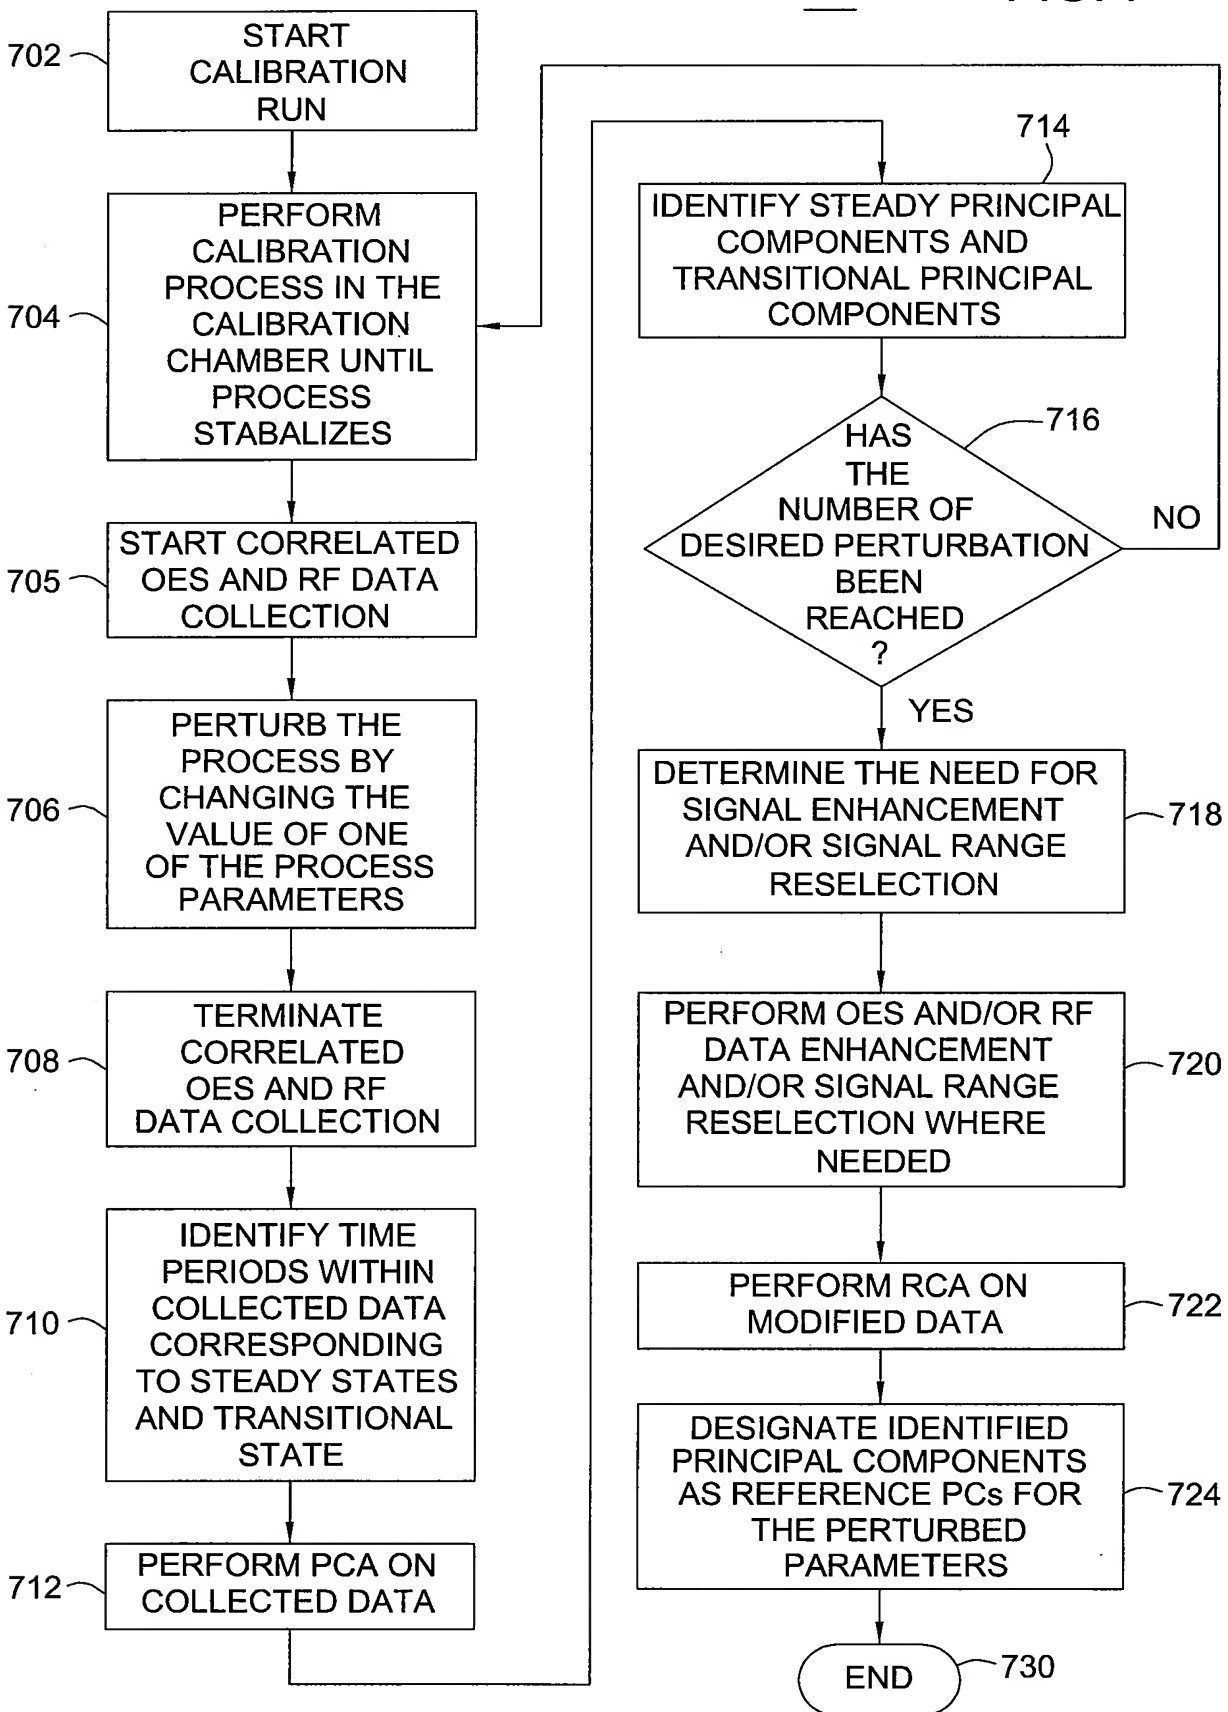 702
START
CALIBRATION
RUN
704
PERFORM
CALIBRATION
PROCESS IN THE
CALIBRATION
CHAMBER UNTIL
PROCESS
STABALIZES
705
START CORRELATED
OES AND RF DATA
COLLECTION
706
PERTURB THE
PROCESS BY
CHANGING THE
VALUE OF ONE
OF THE PROCESS
PARAMETERS
708
TERMINATE
CORRELATED
OES AND RF
DATA COLLECTION
710
IDENTIFY TIME
PERIODS WITHIN
COLLECTED DATA
CORRESPONDING
TO STEADY STATES
AND TRANSITIONAL
STATE
712
PERFORM PCA ON
COLLECTED DATA
714
IDENTIFY STEADY PRINCIPAL
COMPONENTS AND
TRANSITIONAL PRINCIPAL
COMPONENTS
716
HAS
THE
NUMBER OF
DESIRED PERTURBATION
BEEN
REACHED
?
NO
YES
DETERMINE THE NEED FOR
SIGNAL ENHANCEMENT
AND/OR SIGNAL RANGE
RESELECTION
718
PERFORM OES AND/OR RF
DATA ENHANCEMENT
AND/OR SIGNAL RANGE
RESELECTION WHERE
NEEDED
720
PERFORM RCA ON
MODIFIED DATA
722
DESIGNATE IDENTIFIED
PRINCIPAL COMPONENTS
AS REFERENCE PCs FOR
THE PERTURBED
PARAMETERS
724
END
730